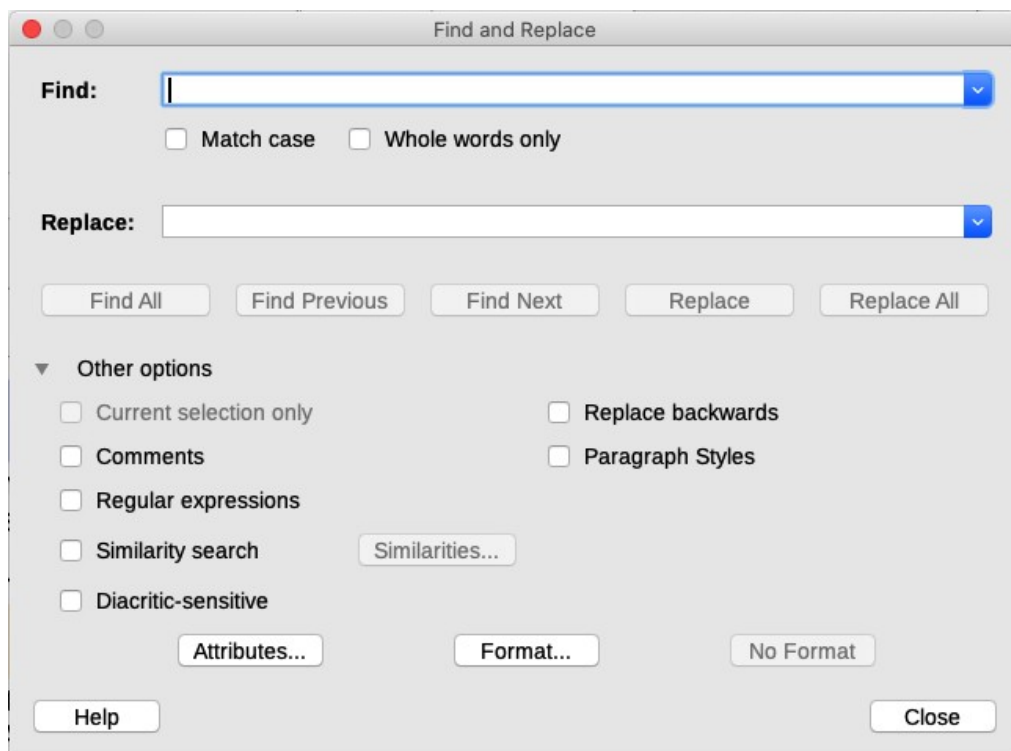 Find and Replace
Find:
Match case Whole words only
Replace:
Find All Find Previous Find Next Replace Replace All
Other options
Current selection only Replace backwards
Comments Paragraph Styles
Regular expressions
Similarity search Similarities...
Diacritic-sensitive
Attributes... Format... No Format
Help Close